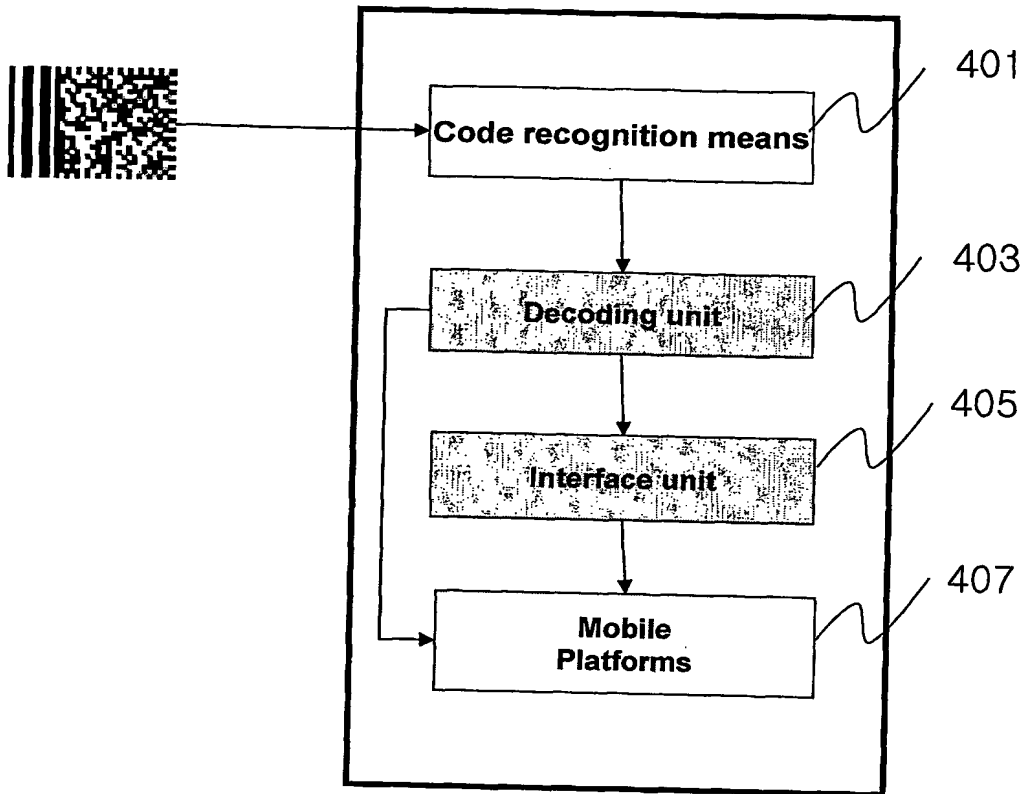 401
Code recognition means
403
Decoding unit
405
Interface unit
407
Mobile
Platforms